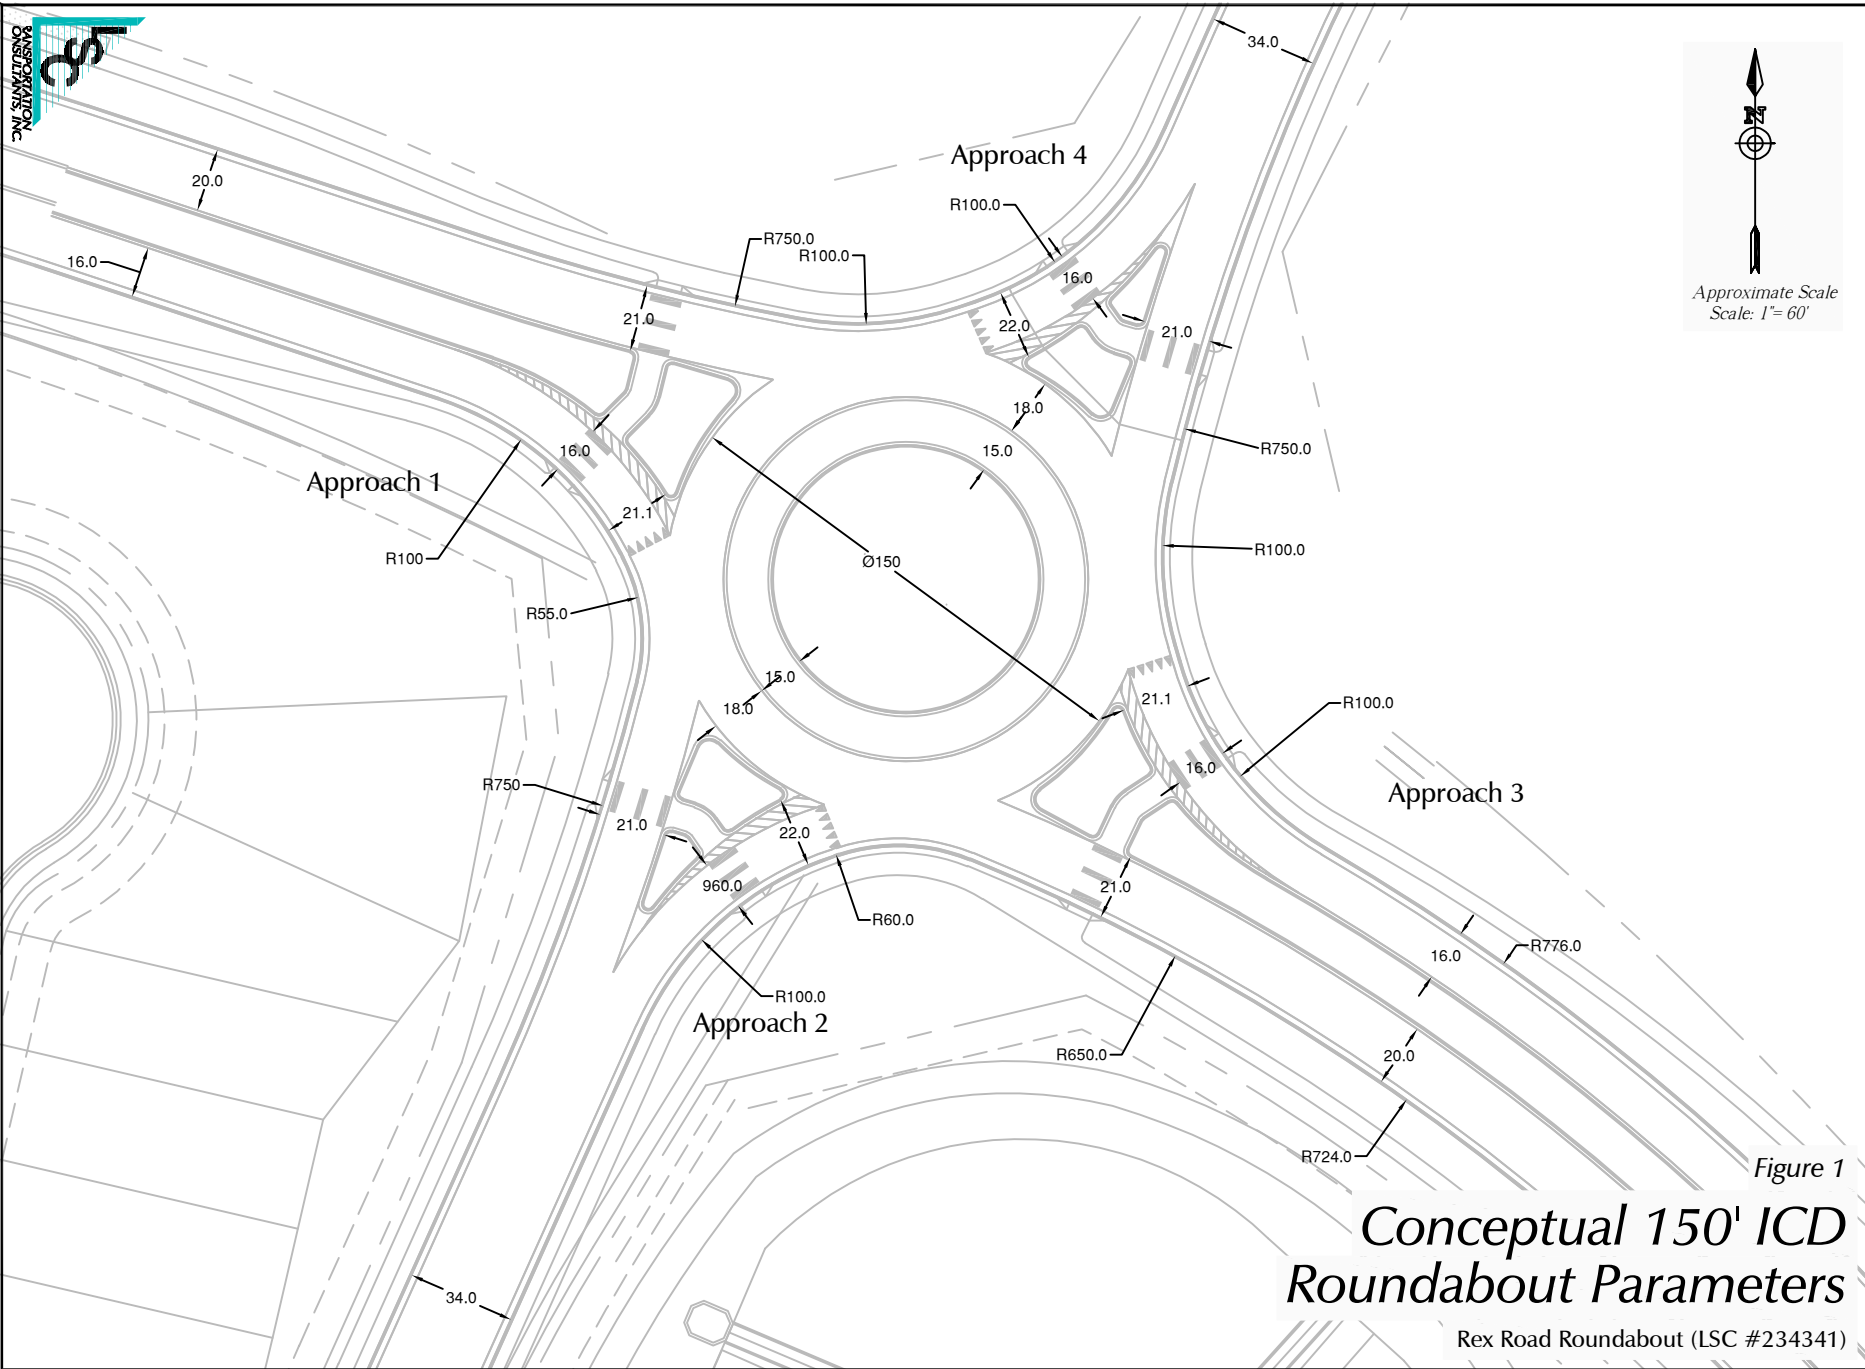 LSC
RANSPORTATION
ONSULTANTS, INC.
34.0
N
Approximate Scale
Scale: 1"= 60'
Approach 4
20.0
R100.0
R750.0
R100.0
16.0
16.0
21.0
22.0
21.0
18.0
15.0
R750.0
16.0
Approach 1
21.1
R100
Ø150
R100.0
R55.0
15.0
18.0
21.1
R100.0
16.0
Approach 3
R750
21.0
22.0
960.0
21.0
R60.0
R776.0
16.0
R100.0
Approach 2
R650.0
20.0
R724.0
34.0
Figure 1
Conceptual 150' ICD
Roundabout Parameters
Rex Road Roundabout (LSC #234341)